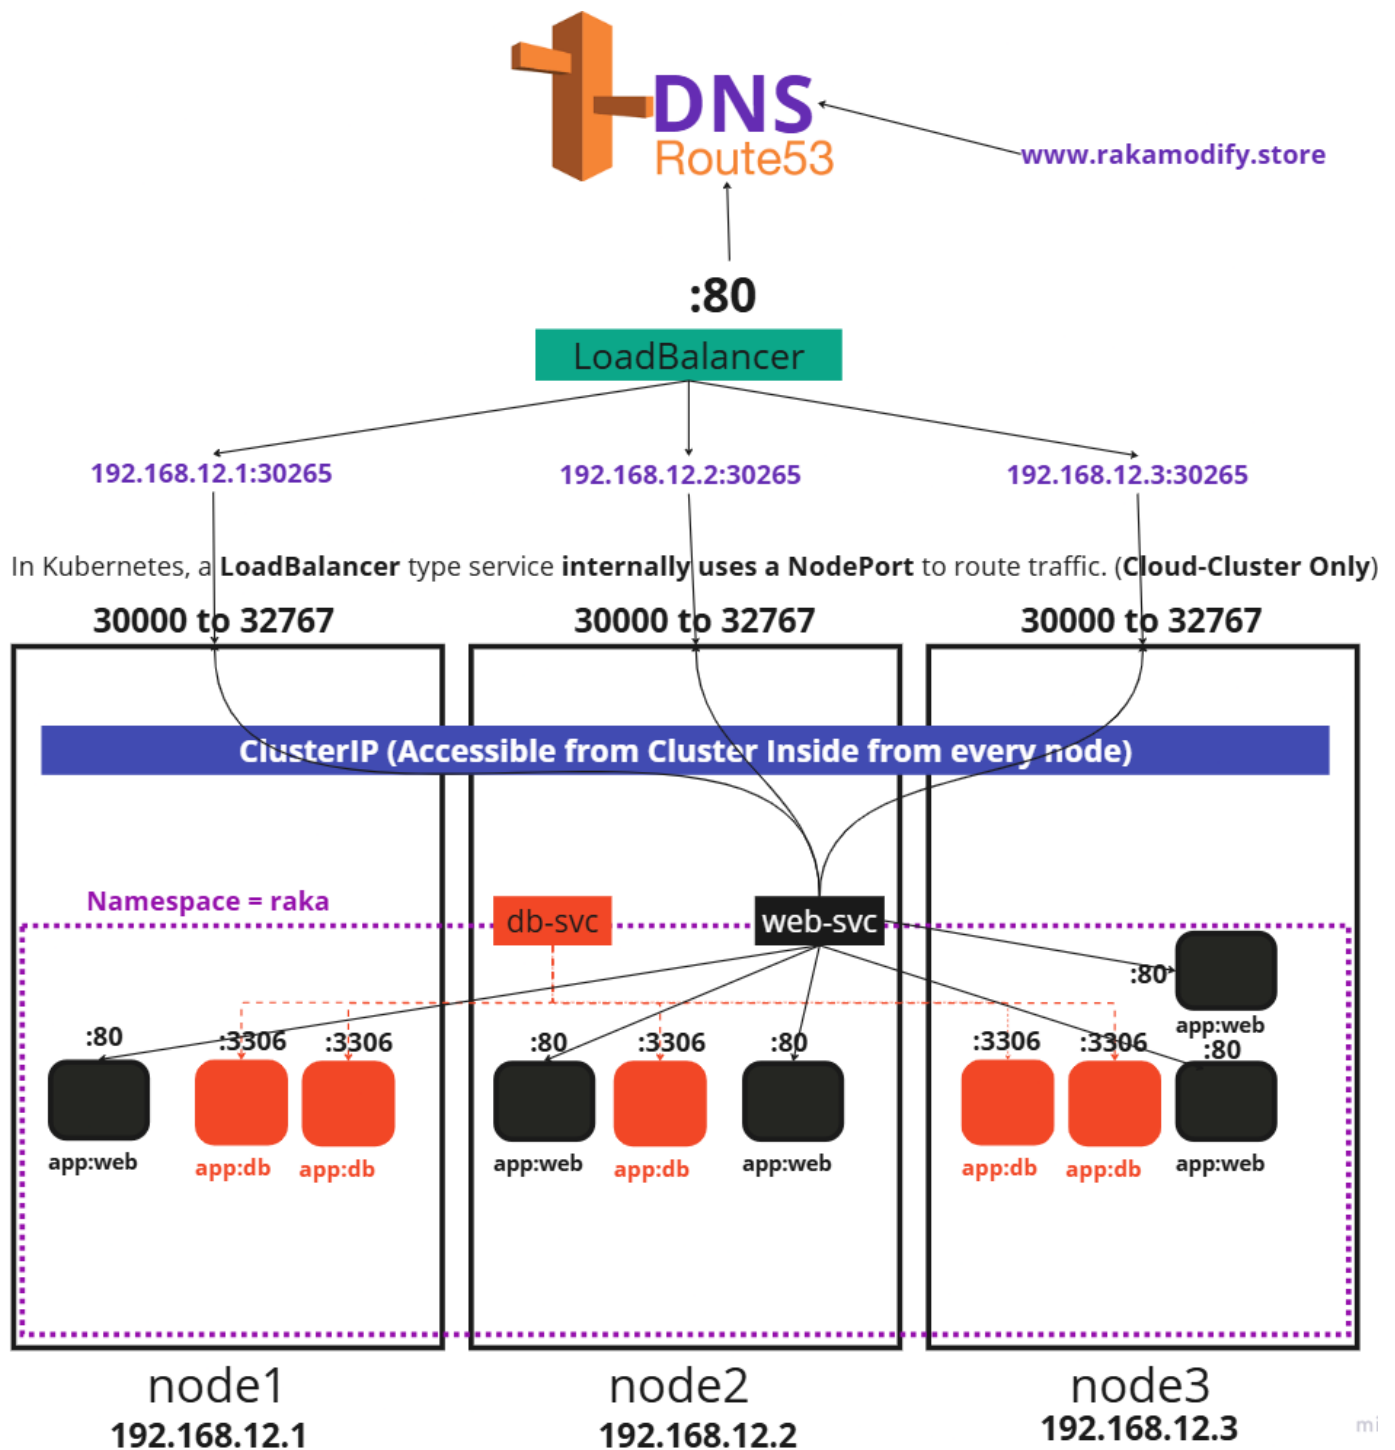 DNS
Route53
www.rakamodify.store
:80
LoadBalancer
192.168.12.1:30265
192.168.12.2:30265
192.168.12.3:30265
In Kubernetes, a LoadBalancer type service internally uses a NodePort to route traffic. (Cloud-Cluster Only)
30000 to 32767
30000 to 32767
30000 to 32767
ClusterIP (Accessible from Cluster Inside from every node)
Namespace = raka
db-svc
web-svc
:80
app:web
:80
:3306
:3306
:80
:3306
:80
:3306
:3306
:80
app:web
app:db
app:db
app:web
app:db
app:web
app:db
app:db
app:web
node1
node2
node3
192.168.12.1
192.168.12.2
192.168.12.3